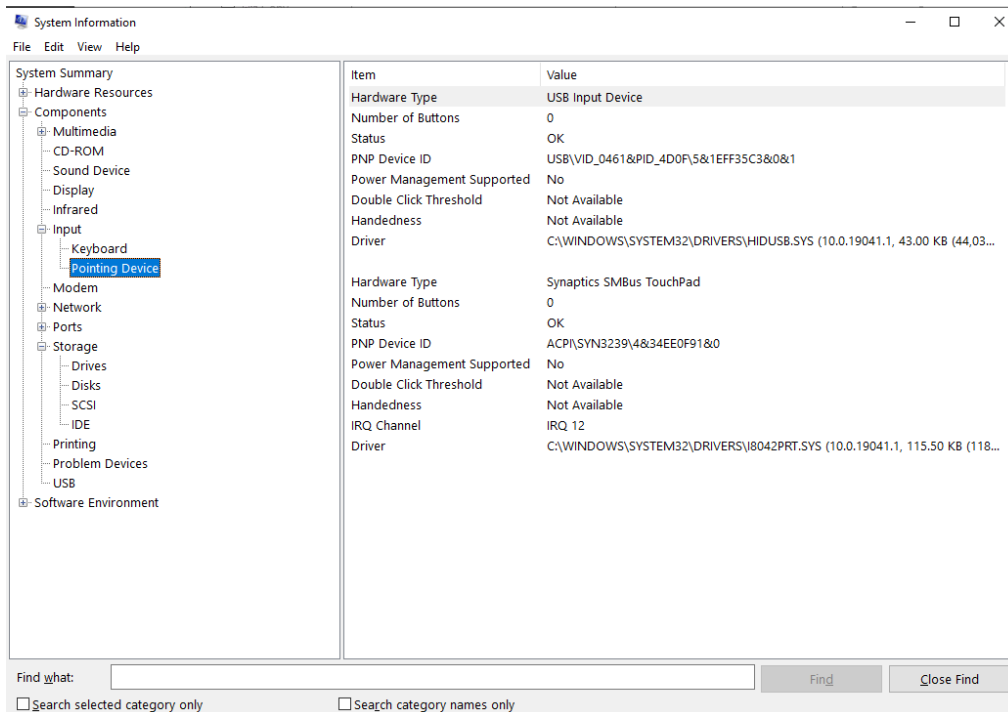 System Information
File Edit View Help
System Summary
Hardware Resources
Components
Multimedia
CD-ROM
Sound Device
Display
Infrared
Input
Keyboard
Pointing Device
Modem
Network
Ports
Storage
Drives
Disks
SCSI
IDE
Printing
Problem Devices
USB
Software Environment
Item Value
Hardware Type USB Input Device
Number of Buttons 0
Status OK
PNP Device ID USB\VID_0461&PID_4D0F\5&1EFF35C3&0&1
Power Management Supported No
Double Click Threshold Not Available
Handedness Not Available
Driver C:\WINDOWS\SYSTEM32\DRIVERS\HIDUSB.SYS (10.0.19041.1, 43.00 KB (44,03...
Hardware Type Synaptics SMBus TouchPad
Number of Buttons 0
Status OK
PNP Device ID ACPI\SYN3239\4&34EE0F91&0
Power Management Supported No
Double Click Threshold Not Available
Handedness Not Available
IRQ Channel IRQ 12
Driver C:\WINDOWS\SYSTEM32\DRIVERS\I8042PRT.SYS (10.0.19041.1, 115.50 KB (118...
Find what: Find Close Find
Search selected category only Search category names only